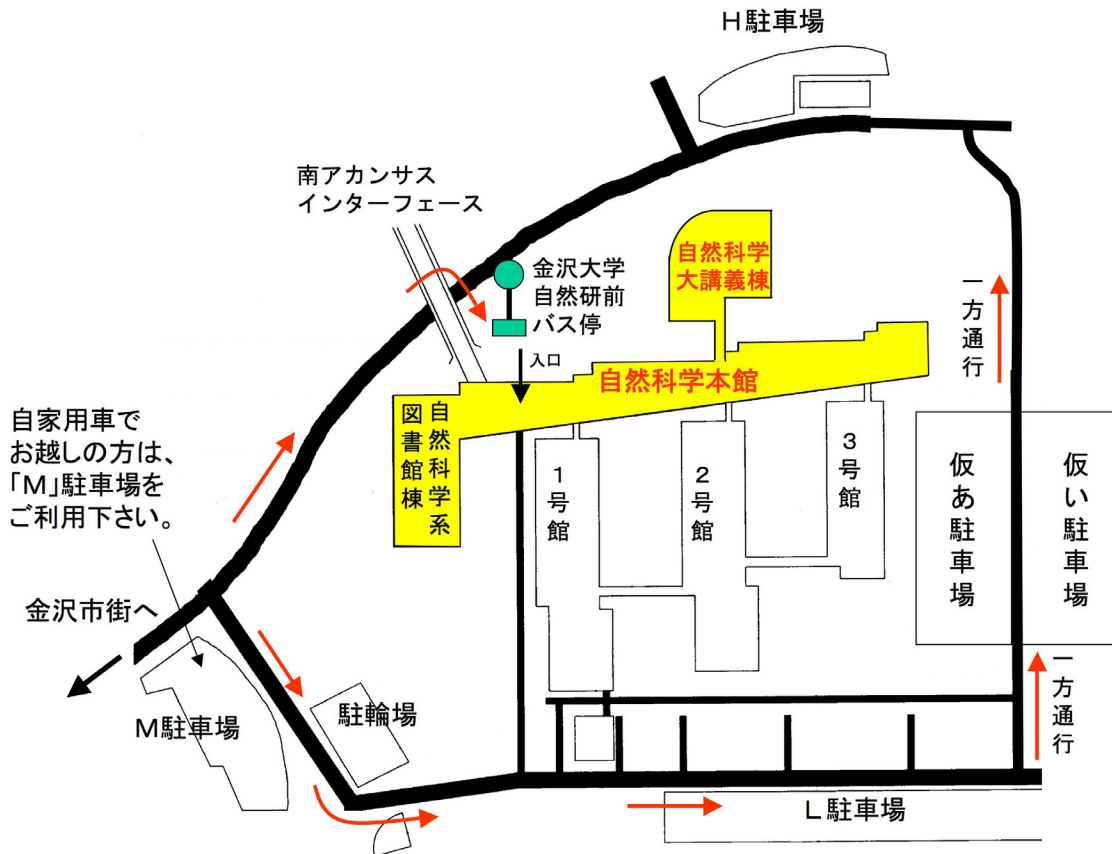 H駐車場
南アカンサス
インターフェース
金沢大学
自然研前
バス停
自然科学
大講義棟
一方通行
入口
自然科学本館
自家用車で
お越しの方は、
「M」駐車場を
ご利用下さい。
自然科学系
図書館棟
1号館
2号館
3号館
仮あ駐車場
仮い駐車場
金沢市街へ
M駐車場
駐輪場
一方通行
L駐車場